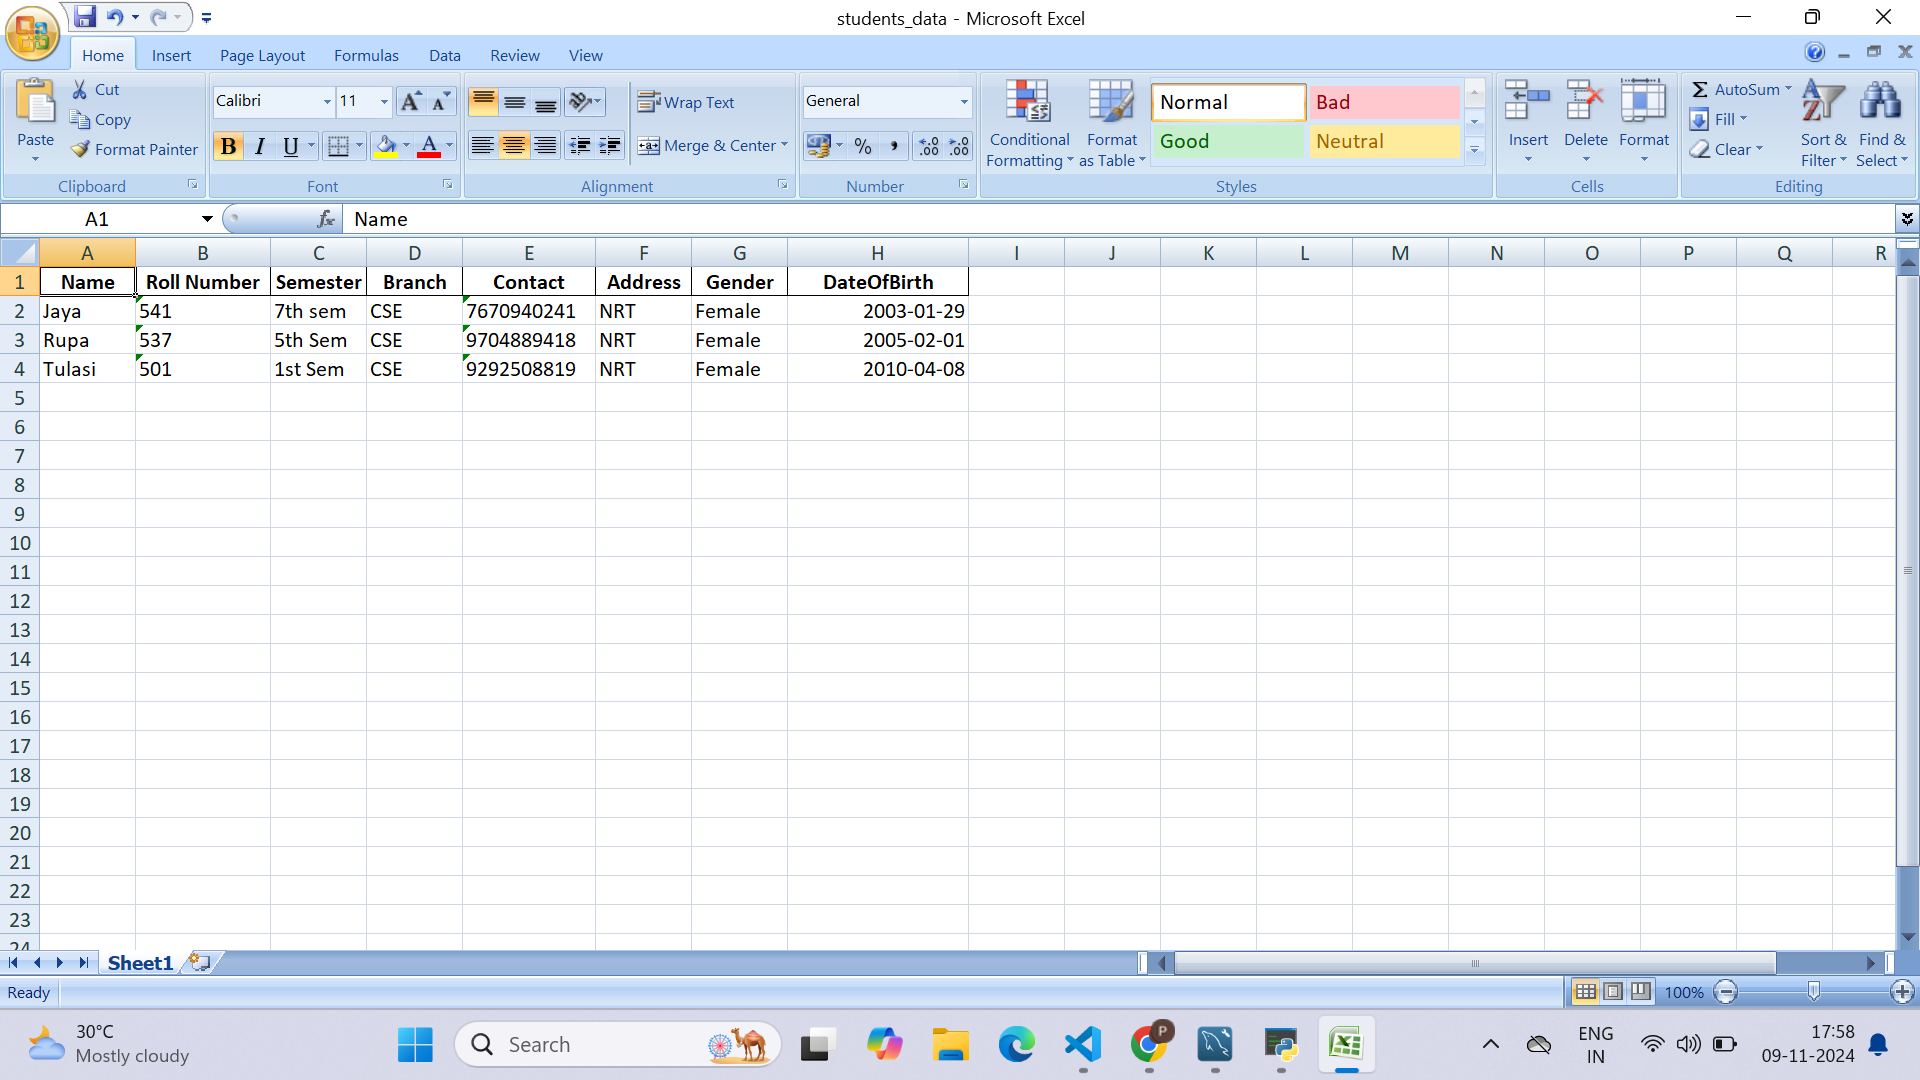 students_data - Microsoft Excel
Home Insert Page Layout Formulas Data Review View
Paste Cut Copy Format Painter Clipboard
Calibri 11 B I U A Font
Wrap Text Merge & Center Alignment
General % , .00 Number
Conditional Formatting Format as Table Normal Bad Good Neutral Styles
Insert Delete Format Cells
Σ AutoSum Fill Clear Sort & Filter Find & Select Editing
A1 fx Name
A B C D E F G H I J K L M N O P Q R
1 Name Roll Number Semester Branch Contact Address Gender DateOfBirth
2 Jaya 541 7th sem CSE 7670940241 NRT Female 2003-01-29
3 Rupa 537 5th Sem CSE 9704889418 NRT Female 2005-02-01
4 Tulasi 501 1st Sem CSE 9292508819 NRT Female 2010-04-08
5
6
7
8
9
10
11
12
13
14
15
16
17
18
19
20
21
22
23
24
Sheet1
Ready 100%
30°C
Mostly cloudy
Search
P
ENG
IN
17:58
09-11-2024